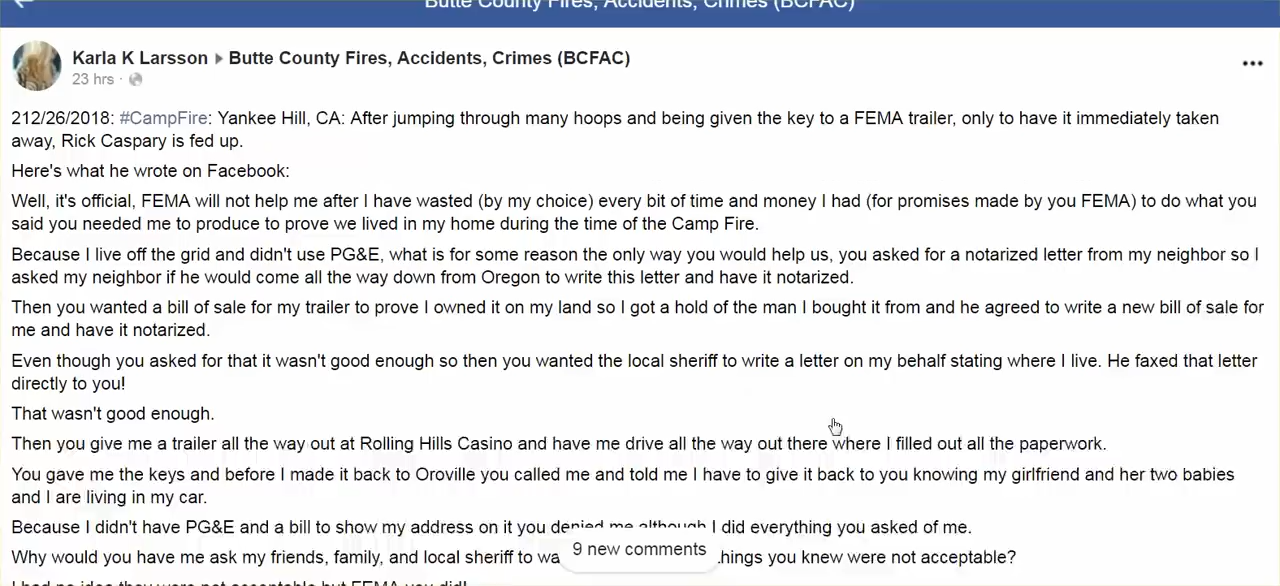 Butte County Fires, Accidents, Crimes (BCFAC)
Karla K Larsson ▸ Butte County Fires, Accidents, Crimes (BCFAC)
23 hrs ·
212/26/2018: #CampFire: Yankee Hill, CA: After jumping through many hoops and being given the key to a FEMA trailer, only to have it immediately taken
away, Rick Caspary is fed up.
Here's what he wrote on Facebook:
Well, it's official, FEMA will not help me after I have wasted (by my choice) every bit of time and money I had (for promises made by you FEMA) to do what you
said you needed me to produce to prove we lived in my home during the time of the Camp Fire.
Because I live off the grid and didn't use PG&E, what is for some reason the only way you would help us, you asked for a notarized letter from my neighbor so I
asked my neighbor if he would come all the way down from Oregon to write this letter and have it notarized.
Then you wanted a bill of sale for my trailer to prove I owned it on my land so I got a hold of the man I bought it from and he agreed to write a new bill of sale for
me and have it notarized.
Even though you asked for that it wasn't good enough so then you wanted the local sheriff to write a letter on my behalf stating where I live. He faxed that letter
directly to you!
That wasn't good enough.
Then you give me a trailer all the way out at Rolling Hills Casino and have me drive all the way out there where I filled out all the paperwork.
You gave me the keys and before I made it back to Oroville you called me and told me I have to give it back to you knowing my girlfriend and her two babies
and I are living in my car.
Because I didn't have PG&E and a bill to show my address on it you denied me although I did everything you asked of me.
Why would you have me ask my friends, family, and local sheriff to things you knew were not acceptable?
9 new comments
I had no idea they were not acceptable but FEMA you did!